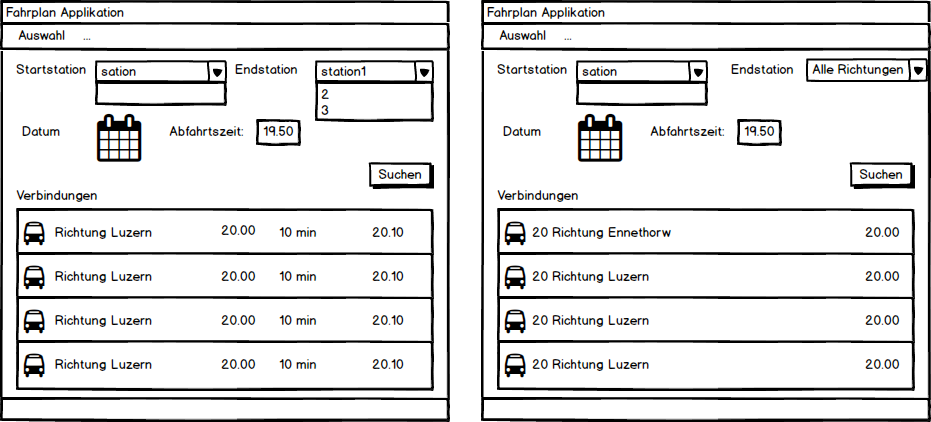 Fahrplan Applikation
Auswahl ...
Startstation sation Endstation station1
2
3
Datum Abfahrtszeit: 19.50
Suchen
Verbindungen
Richtung Luzern 20.00 10 min 20.10
Richtung Luzern 20.00 10 min 20.10
Richtung Luzern 20.00 10 min 20.10
Richtung Luzern 20.00 10 min 20.10
Fahrplan Applikation
Auswahl ...
Startstation sation Endstation Alle Richtungen
Datum Abfahrtszeit: 19.50
Suchen
Verbindungen
20 Richtung Ennethorw 20.00
20 Richtung Luzern 20.00
20 Richtung Luzern 20.00
20 Richtung Luzern 20.00